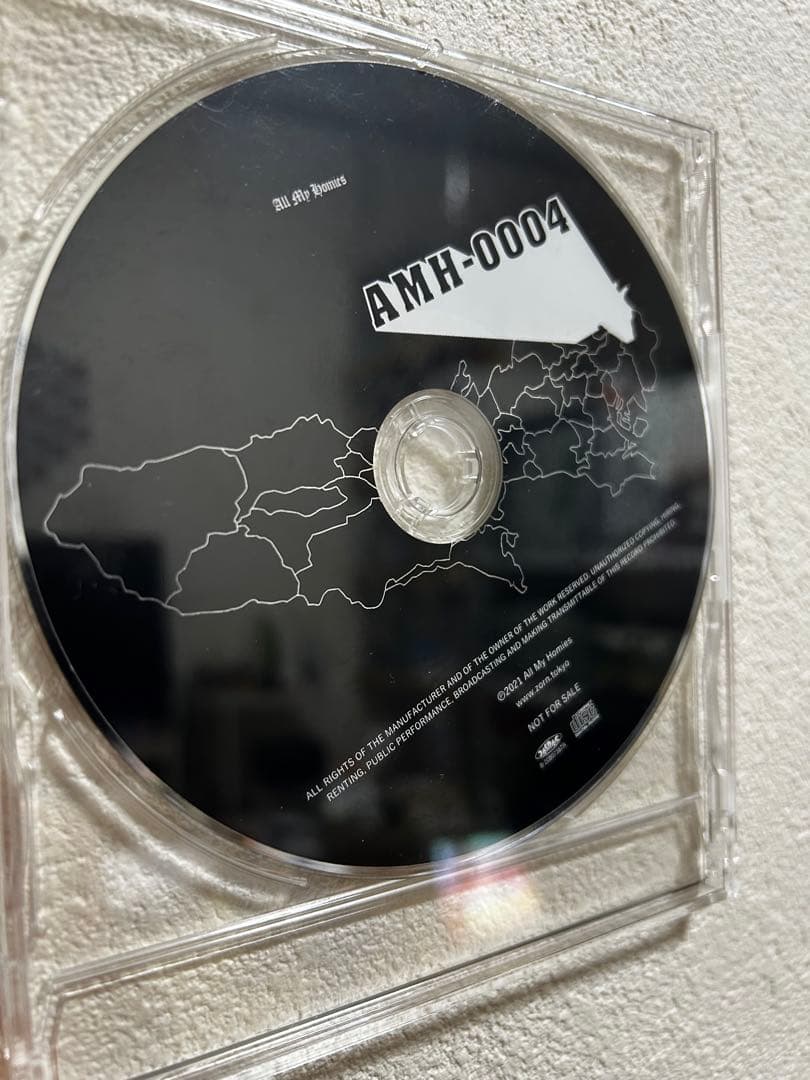 All My Homies
AMH-0004
ALL RIGHTS OF THE MANUFACTURER AND OF THE OWNER OF THE WORK RESERVED. UNAUTHORIZED COPYING, HIRING,
RENTING, PUBLIC PERFORMANCE, BROADCASTING AND MAKING TRANSMITTABLE OF THIS RECORD PROHIBITED.
©2021 All My Homies
www.zorn.tokyo
NOT FOR SALE